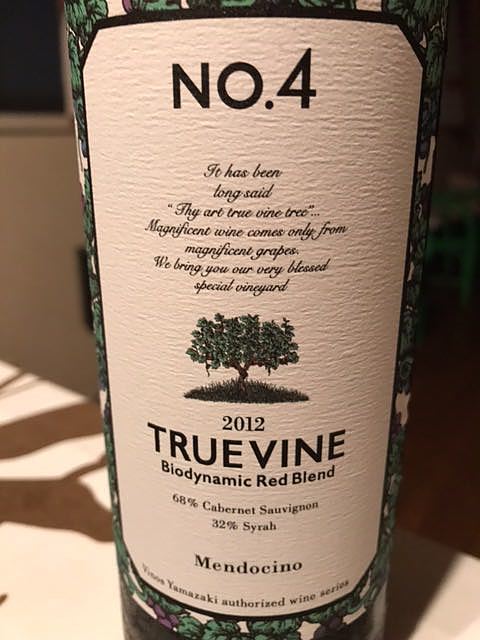 NO.4
It has been
long said
"Thy art true vine tree"...
Magnificent wine comes only from
magnificent grapes.
We bring you our very blessed
special vineyard
2012
TRUE VINE
Biodynamic Red Blend
68% Cabernet Sauvignon
32% Syrah
Mendocino
Vinos Yamazaki authorized wine series